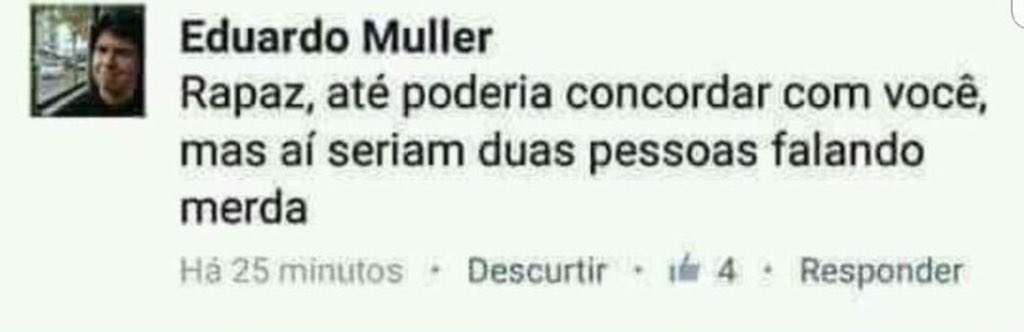 Eduardo Muller
Rapaz, até poderia concordar com você,
mas aí seriam duas pessoas falando
merda
Há 25 minutos · Descurtir · 4 · Responder